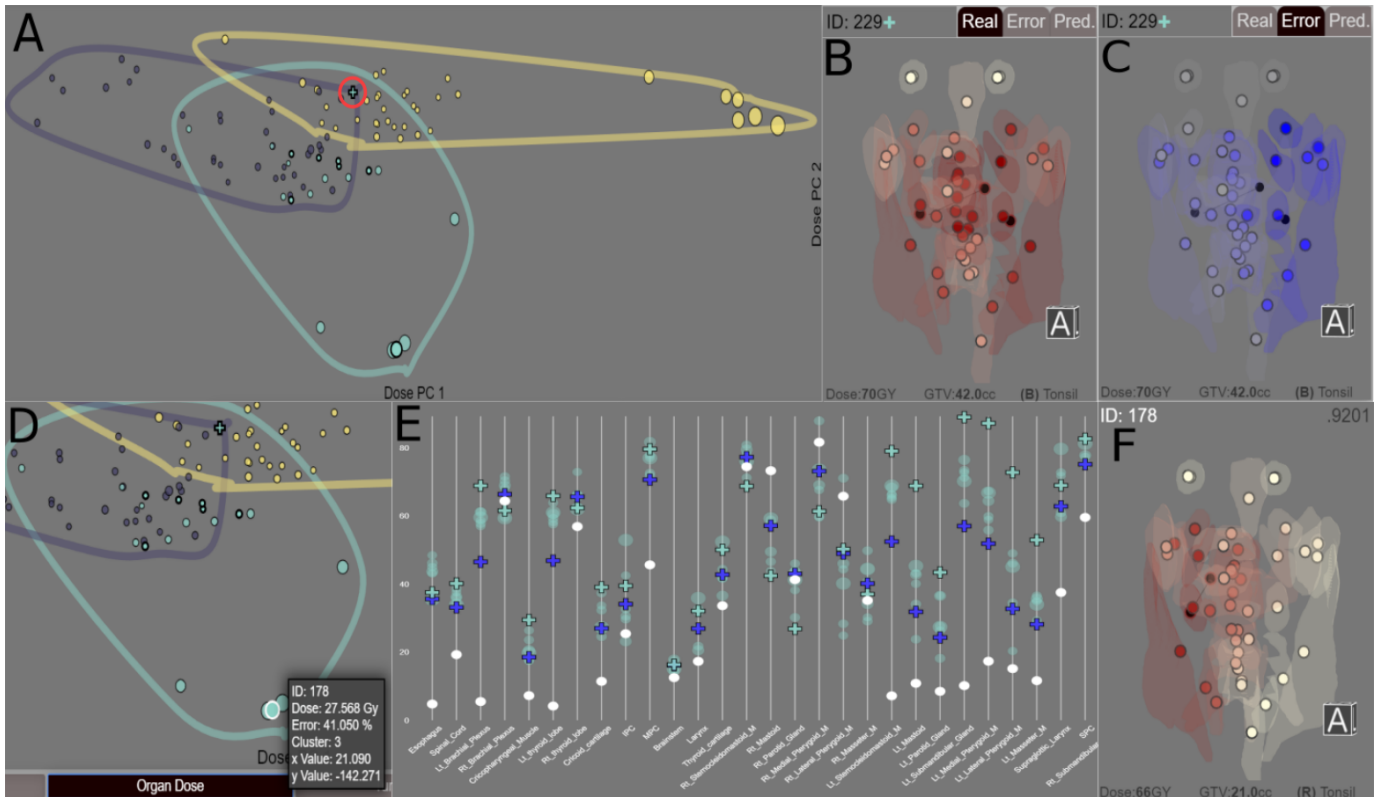 A
Dose PC 2
Dose PC 1
B
ID: 229+
Real
Error
Pred.
A
Dose:70GY
GTV:42.0cc
(B) Tonsil
C
ID: 229+
Real
Error
Pred.
A
Dose:70GY
GTV:42.0cc
(B) Tonsil
D
ID: 178
Dose: 27.568 Gy
Error: 41.050 %
Cluster: 3
x Value: 21.090
y Value: -142.271
Dose
Organ Dose
E
80
60
40
20
0
Esophagus
Spinal_Cord
Lt_Brachial_Plexus
Rt_Brachial_Plexus
Cricopharyngeal_Muscle
Lt_thyroid_lobe
Rt_thyroid_lobe
Cricoid_cartilage
IPC
MPC
Brainstem
Larynx
Thyroid_cartilage
Rt_Sternocleidomastoid_M
Rt_Mastoid
Rt_Parotid_Gland
Rt_Medial_Pterygoid_M
Rt_Lateral_Pterygoid_M
Rt_Masseter_M
Lt_Sternocleidomastoid_M
Lt_Mastoid
Lt_Parotid_Gland
Lt_Submandibular_Gland
Lt_Medial_Pterygoid_M
Lt_Lateral_Pterygoid_M
Lt_Masseter_M
Supraglottic_Larynx
SPC
Rt_Submandibular
F
ID: 178
.9201
A
Dose:66GY
GTV:21.0cc
(R) Tonsil